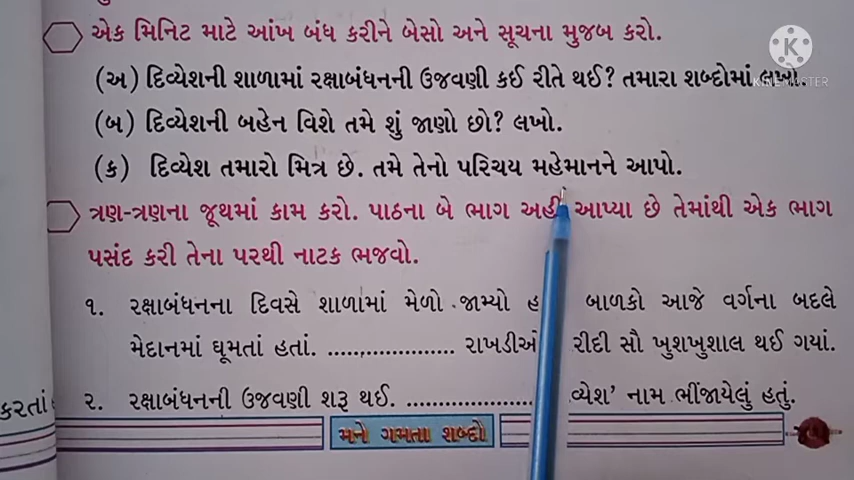 એક મિનિટ માટે આંખ બંધ કરીને બેસો અને સૂચના મુજબ કરો.
(અ) દિવ્યેશની શાળામાં રક્ષાબંધનની ઉજવણી કઈ રીતે થઈ? તમારા શબ્દોમાં લખો.
KINEMASTER
(બ) દિવ્યેશની બહેન વિશે તમે શું જાણો છો? લખો.
(ક) દિવ્યેશ તમારો મિત્ર છે. તમે તેનો પરિચય મહેમાનને આપો.
ત્રણ-ત્રણના જૂથમાં કામ કરો. પાઠના બે ભાગ અહીં આપ્યા છે તેમાંથી એક ભાગ
પસંદ કરી તેના પરથી નાટક ભજવો.
૧. રક્ષાબંધનના દિવસે શાળામાં મેળો જામ્યો બાળકો આજે વર્ગના બદલે
મેદાનમાં ઘૂમતાં હતાં. ..................... સૌ ખુશખુશાલ થઈ ગયાં.
કરતાં
૨. રક્ષાબંધનની ઉજવણી શરૂ થઈ. ..................... નામ ભીંજાયેલું હતું.
મને ગમતા શબ્દો